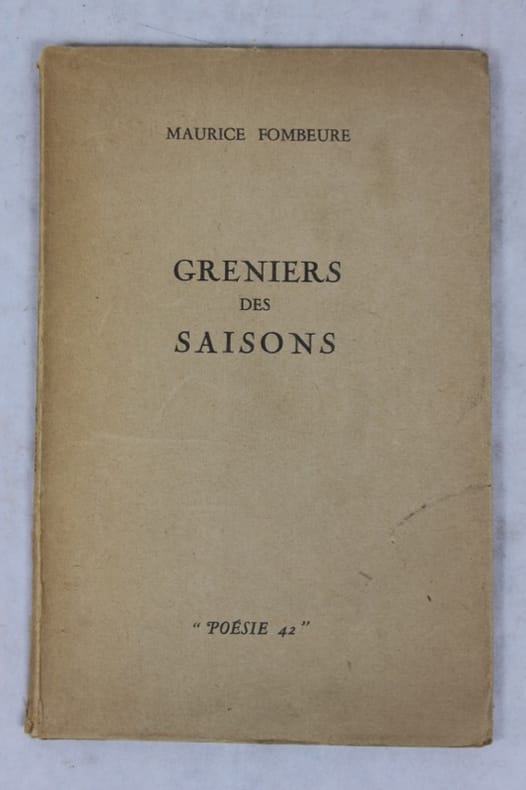 MAURICE FOMBEURE
GRENIERS
DES
SAISONS
" POÉSIE 42 "